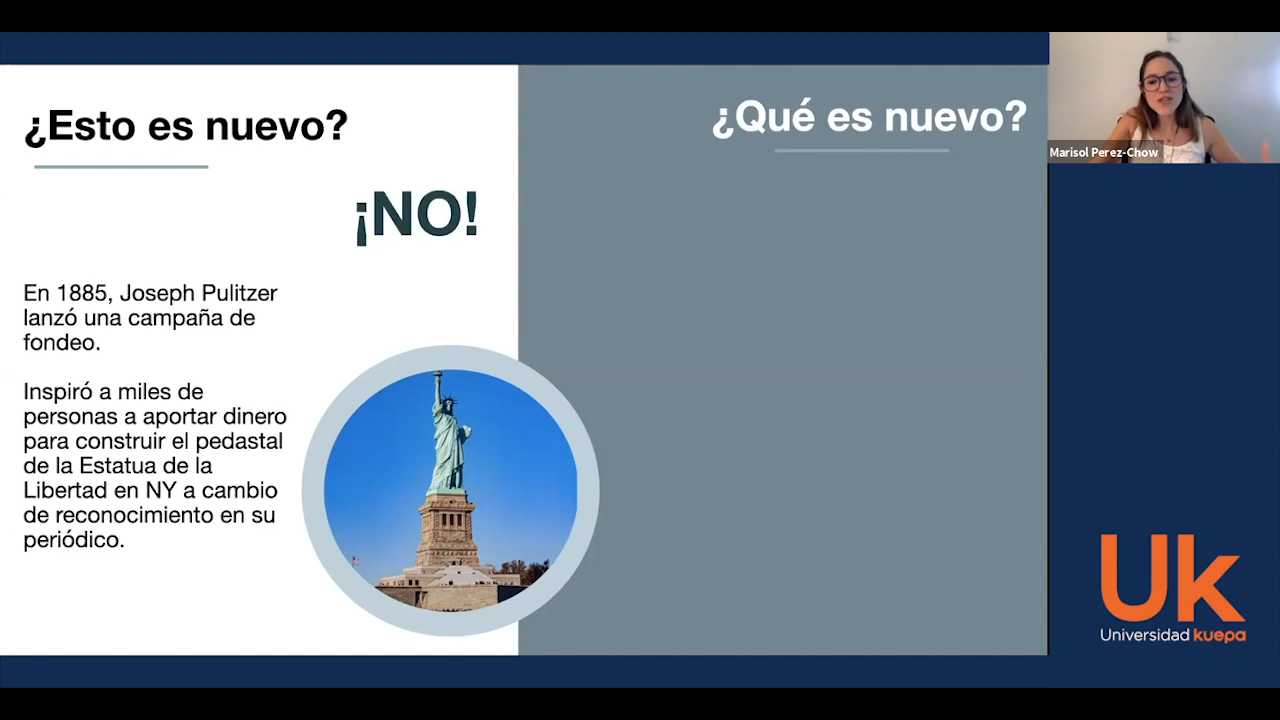 ¿Esto es nuevo?
¡NO!
En 1885, Joseph Pulitzer
lanzó una campaña de
fondeo.
Inspiró a miles de
personas a aportar dinero
para construir el pedastal
de la Estatua de la
Libertad en NY a cambio
de reconocimiento en su
periódico.
¿Qué es nuevo?
Marisol Perez-Chow
Uk
Universidad kuepa